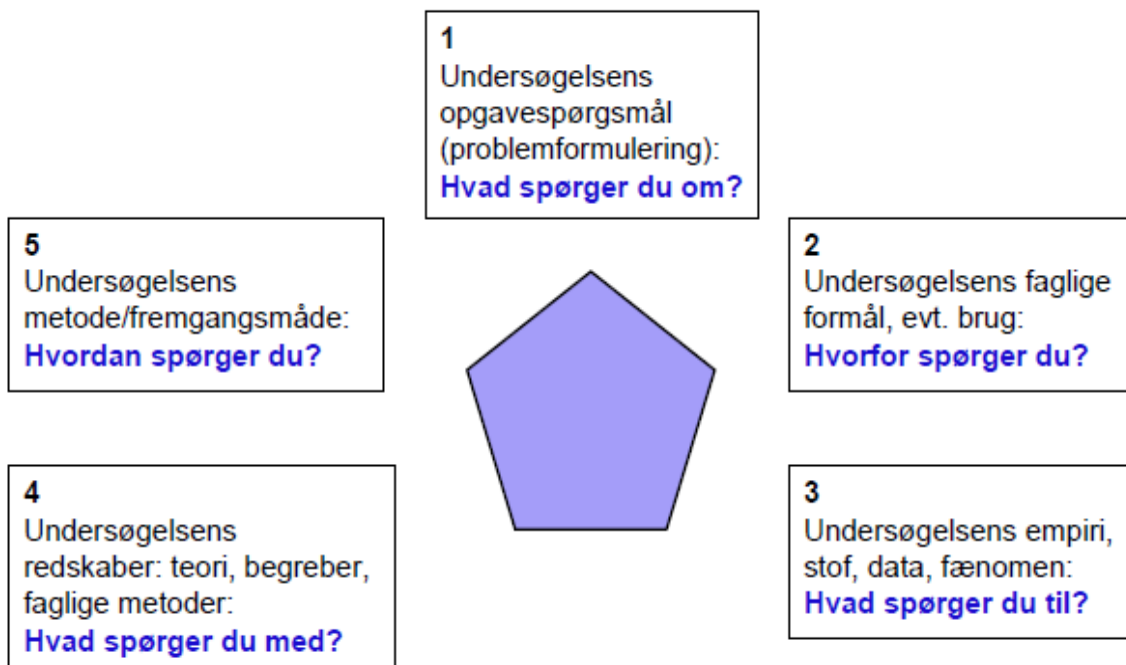 1
Undersøgelsens
opgavespørgsmål
(problemformulering):
Hvad spørger du om?
2
Undersøgelsens faglige
formål, evt. brug:
Hvorfor spørger du?
3
Undersøgelsens empiri,
stof, data, fænomen:
Hvad spørger du til?
4
Undersøgelsens
redskaber: teori, begreber,
faglige metoder:
Hvad spørger du med?
5
Undersøgelsens
metode/fremgangsmåde:
Hvordan spørger du?